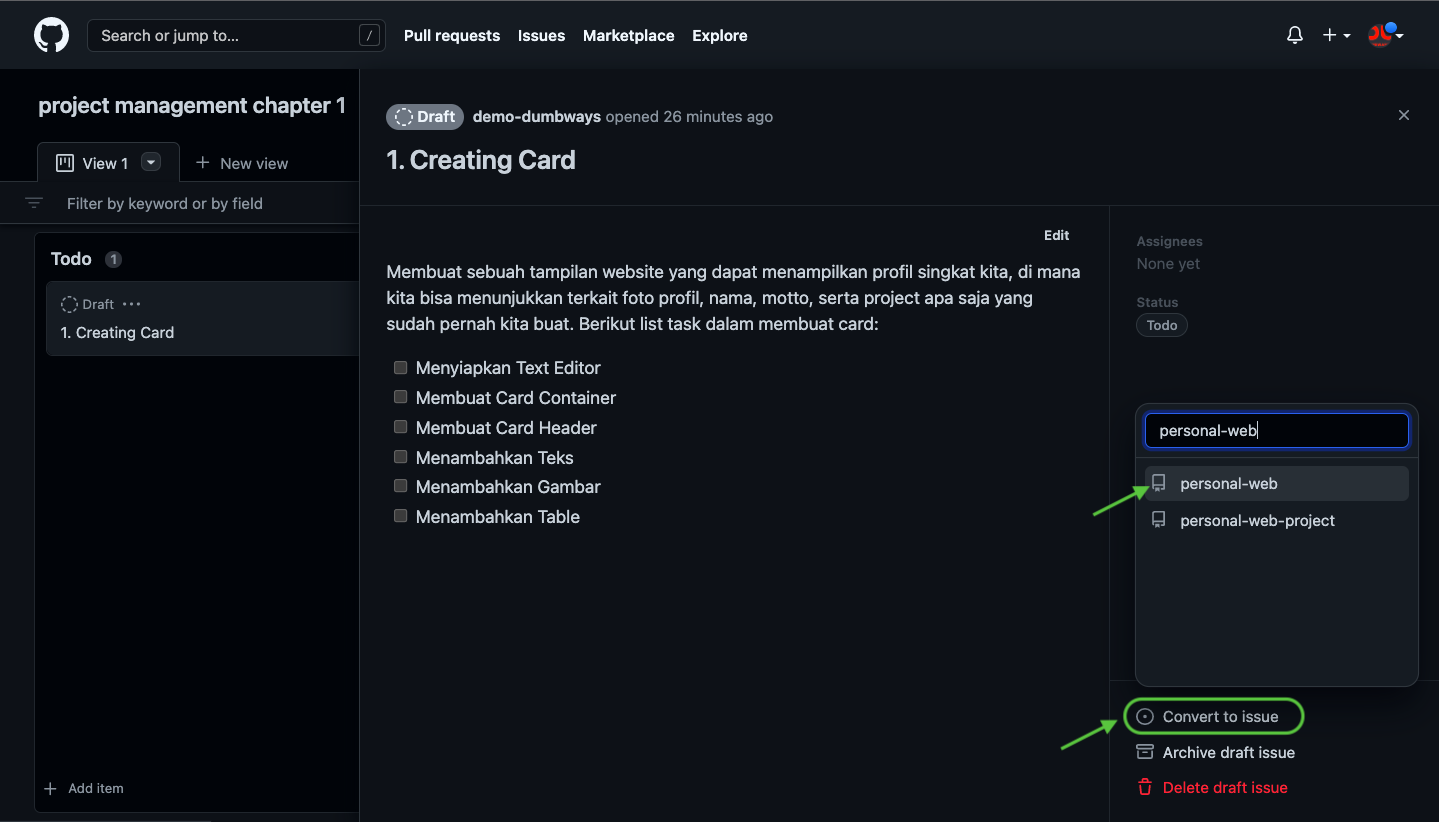 Search or jump to...
/
Pull requests
Issues
Marketplace
Explore
project management chapter 1
View 1
New view
Filter by keyword or by field
Todo 1
Draft ...
1. Creating Card
Add item
Draft demo-dumbways opened 26 minutes ago
1. Creating Card
Edit
Membuat sebuah tampilan website yang dapat menampilkan profil singkat kita, di mana
kita bisa menunjukkan terkait foto profil, nama, motto, serta project apa saja yang
sudah pernah kita buat. Berikut list task dalam membuat card:
Menyiapkan Text Editor
Membuat Card Container
Membuat Card Header
Menambahkan Teks
Menambahkan Gambar
Menambahkan Table
Assignees
None yet
Status
Todo
personal-web
personal-web
personal-web-project
Convert to issue
Archive draft issue
Delete draft issue